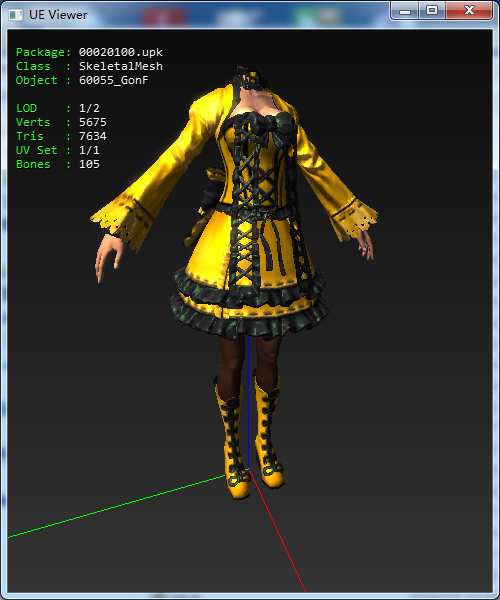 UE Viewer
Package: 00020100.upk
Class : SkeletalMesh
Object : 60055_GonF
LOD : 1/2
Verts : 5675
Tris : 7634
UV Set : 1/1
Bones : 105